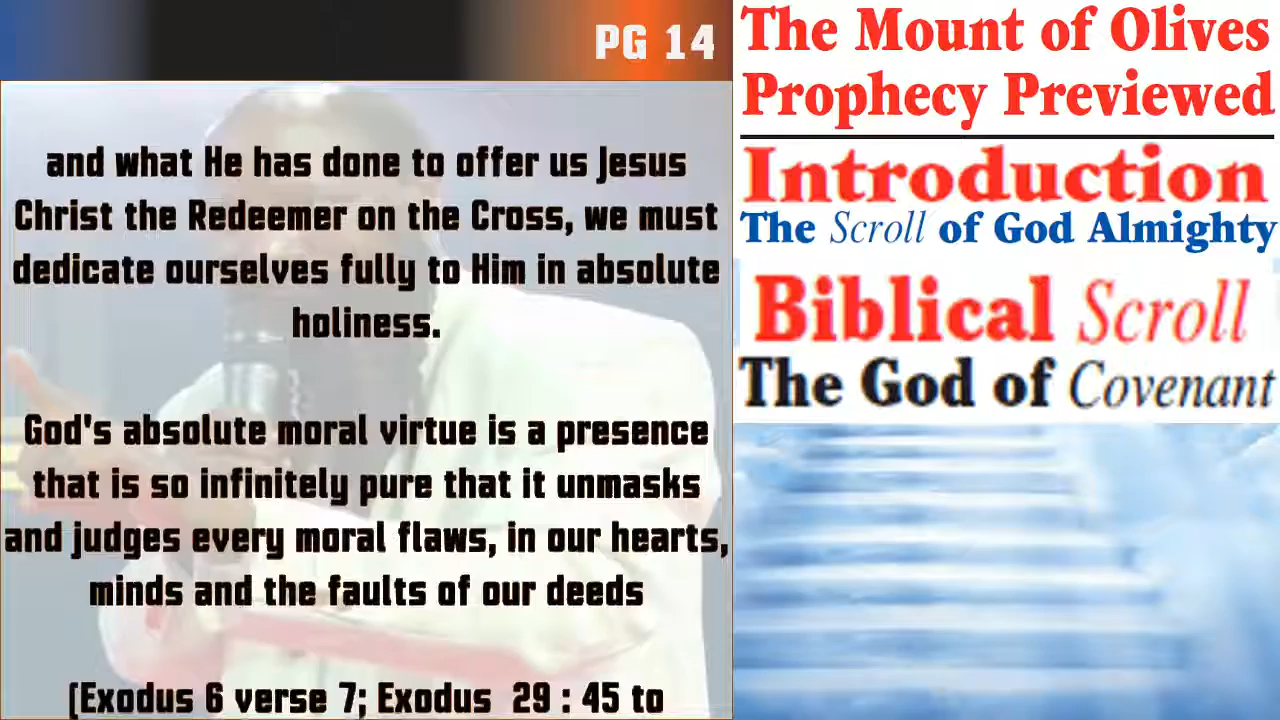 PG 14
and what He has done to offer us Jesus
Christ the Redeemer on the Cross, we must
dedicate ourselves fully to Him in absolute
holiness.
God's absolute moral virtue is a presence
that is so infinitely pure that it unmasks
and judges every moral flaws, in our hearts,
minds and the faults of our deeds
(Exodus 6 verse 7; Exodus 29 : 45 to
The Mount of Olives
Prophecy Previewed
Introduction
The Scroll of God Almighty
Biblical Scroll
The God of Covenant